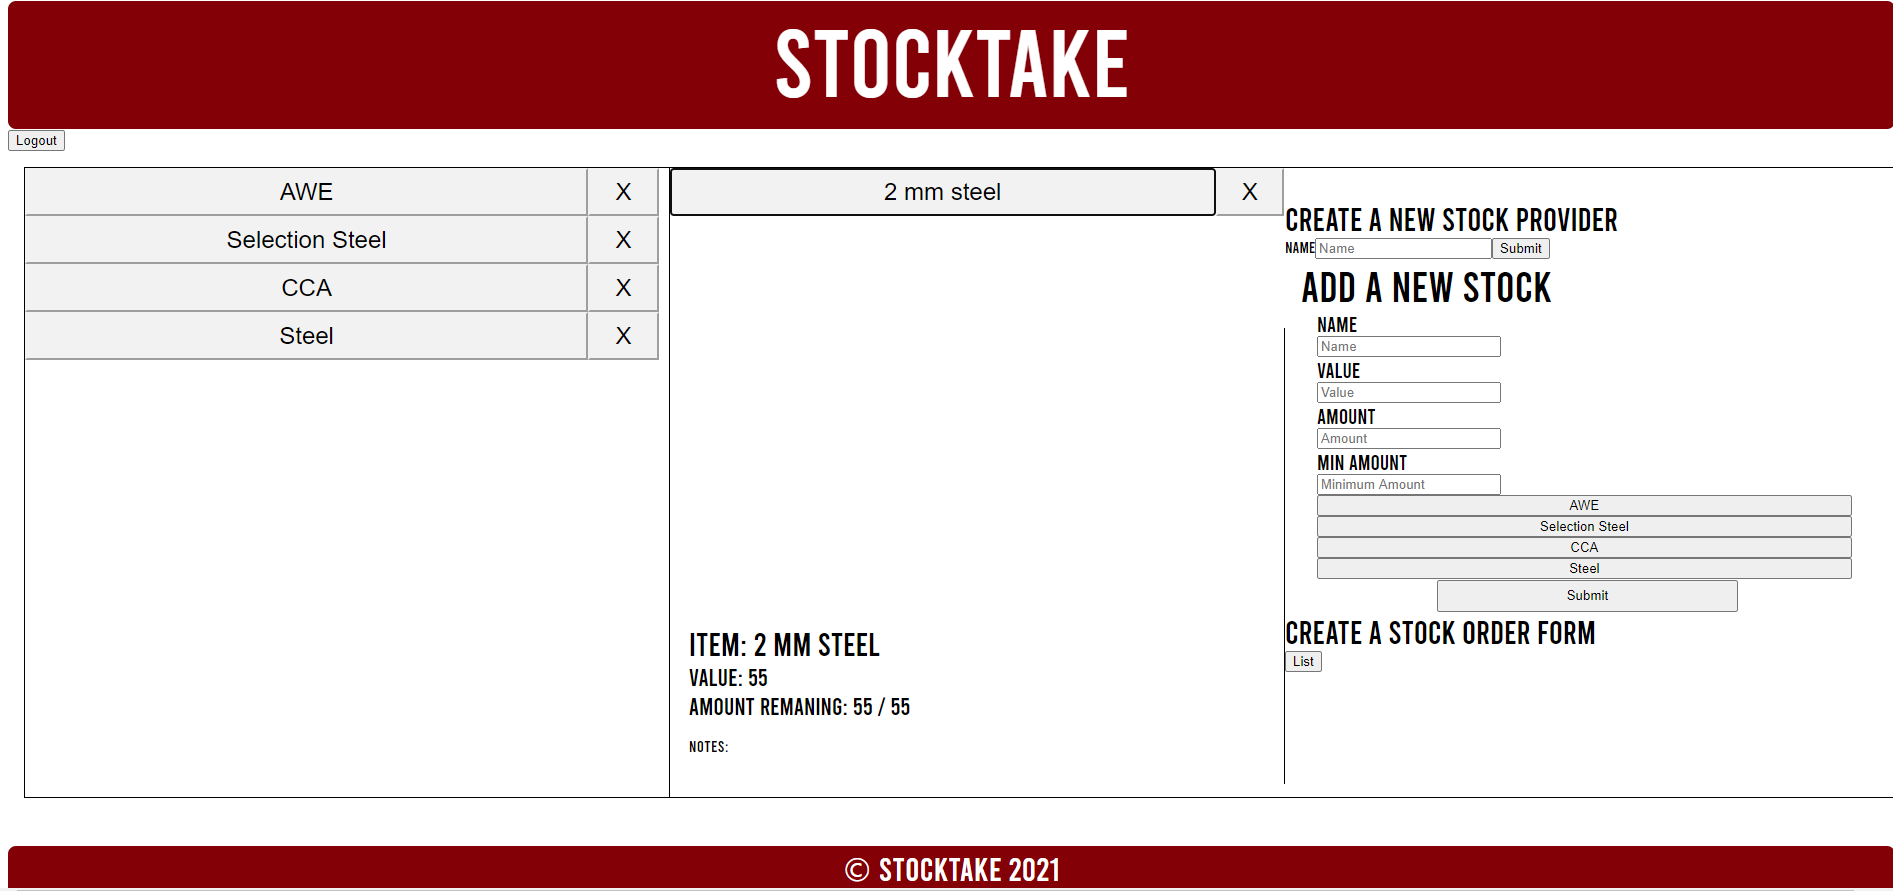 STOCKTAKE
Logout
AWE X
Selection Steel X
CCA X
Steel X
2 mm steel X
ITEM: 2 MM STEEL
VALUE: 55
AMOUNT REMANING: 55 / 55
NOTES:
CREATE A NEW STOCK PROVIDER
NAME Name Submit
ADD A NEW STOCK
NAME
Name
VALUE
Value
AMOUNT
Amount
MIN AMOUNT
Minimum Amount
AWE
Selection Steel
CCA
Steel
Submit
CREATE A STOCK ORDER FORM
List
© STOCKTAKE 2021